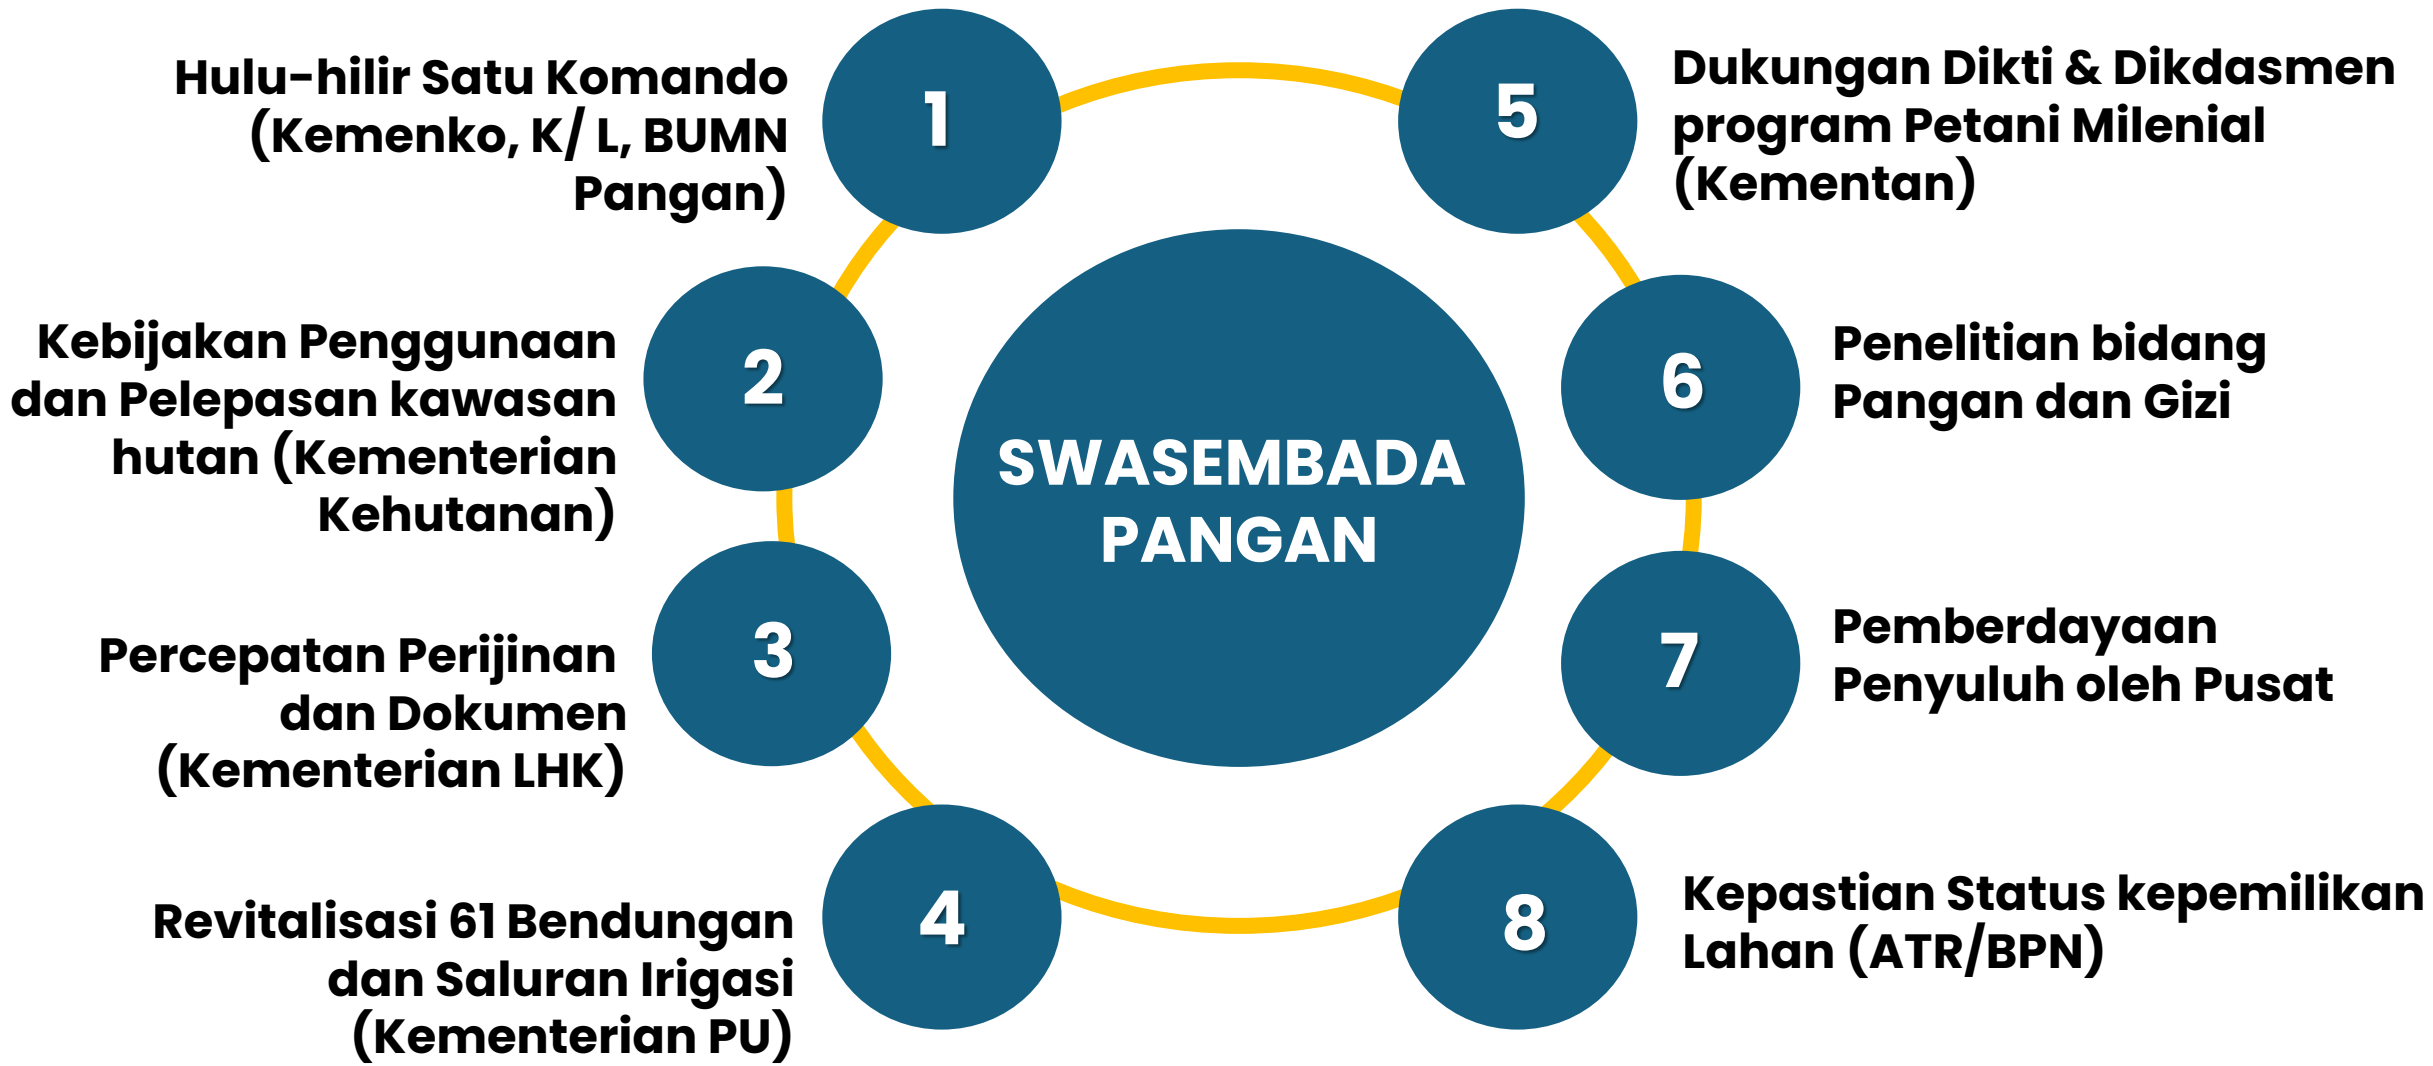 1
Hulu-hilir Satu Komando
(Kemenko, K/ L, BUMN
Pangan)
2
Kebijakan Penggunaan
dan Pelepasan kawasan
hutan (Kementerian
Kehutanan)
3
Percepatan Perijinan
dan Dokumen
(Kementerian LHK)
4
Revitalisasi 61 Bendungan
dan Saluran Irigasi
(Kementerian PU)
SWASEMBADA
PANGAN
5
Dukungan Dikti & Dikdasmen
program Petani Milenial
(Kementan)
6
Penelitian bidang
Pangan dan Gizi
7
Pemberdayaan
Penyuluh oleh Pusat
8
Kepastian Status kepemilikan
Lahan (ATR/BPN)